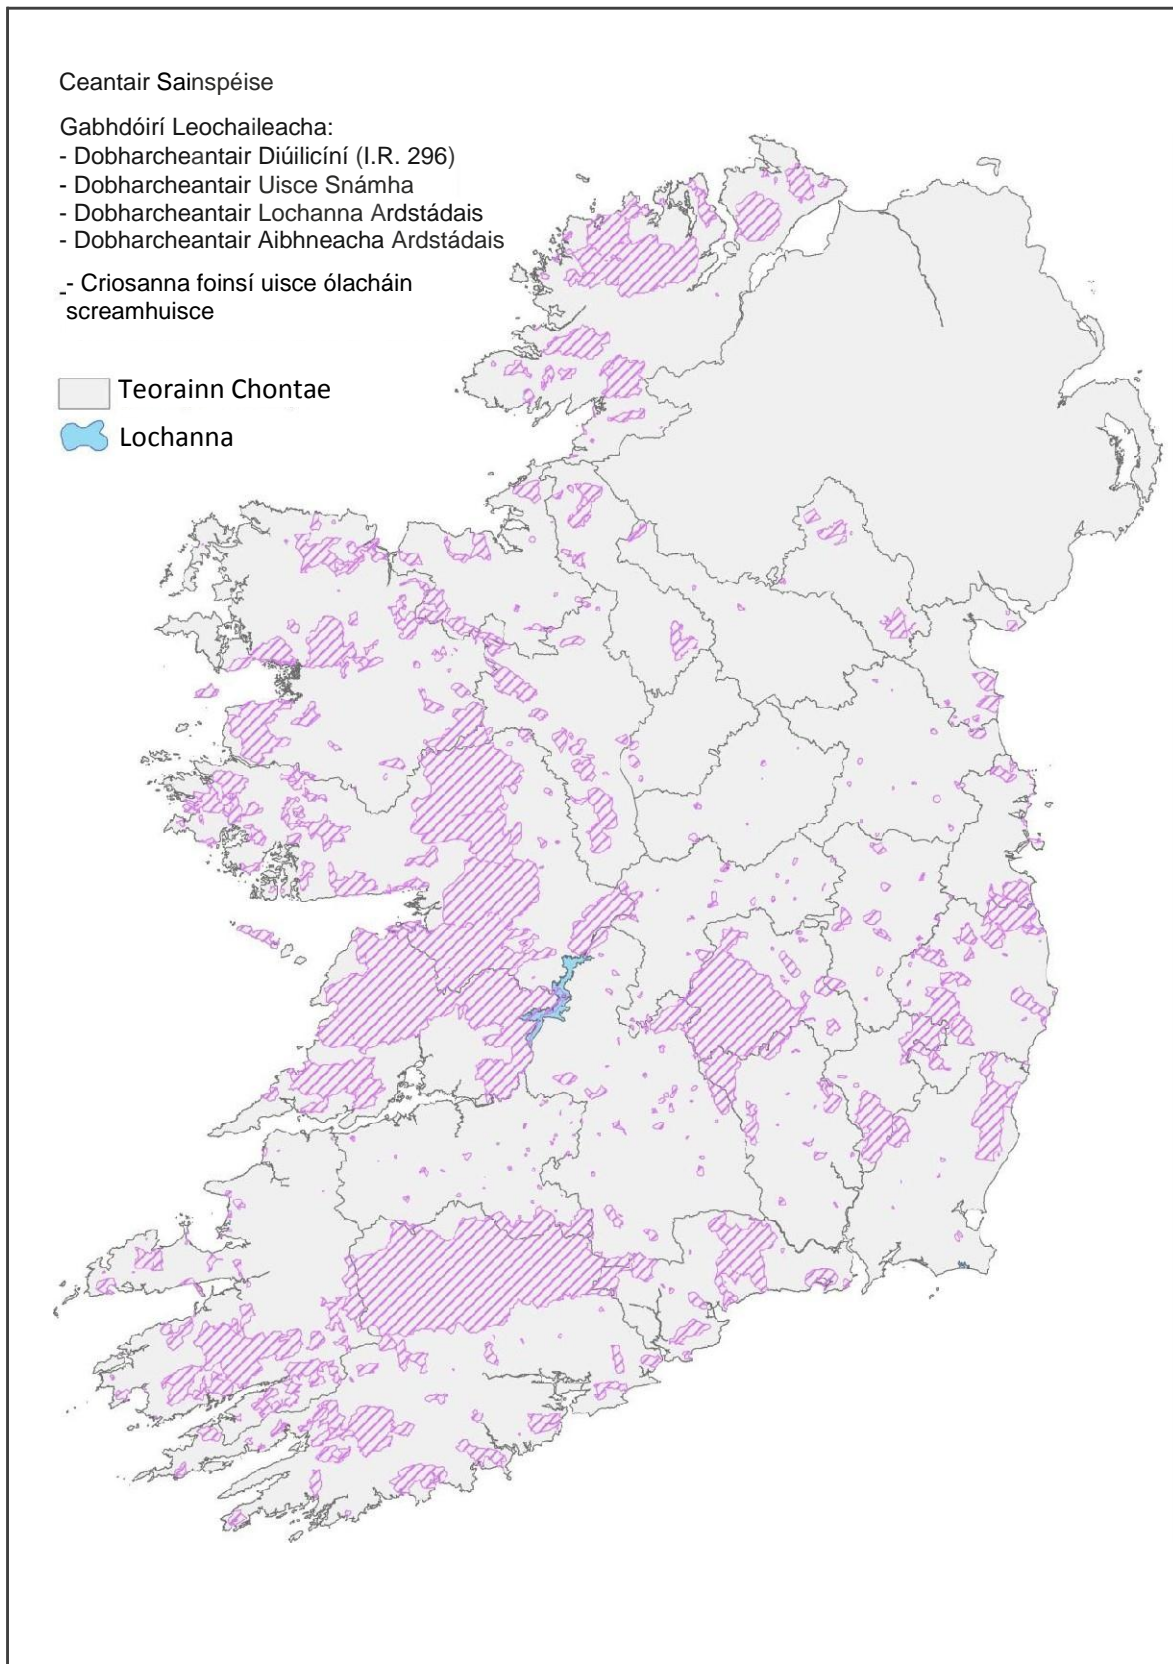 Ceantair Sainspéise
Gabhdóirí Leochaileacha:
- Dobharcheantair Diúilicíní (I.R. 296)
- Dobharcheantair Uisce Snámha
- Dobharcheantair Lochanna Ardstádais
- Dobharcheantair Aibhneacha Ardstádais
- - Criosanna foinsí uisce ólacháin
screamhuisce
Teorainn Chontae
Lochanna